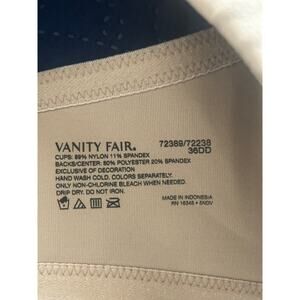 VANITY FAIR. 72389/72238
36DD
CUPS: 89% NYLON 11% SPANDEX
BACKS/CENTER: 80% POLYESTER 20% SPANDEX
EXCLUSIVE OF DECORATION
HAND WASH COLD. COLORS SEPARATELY.
ONLY NON-CHLORINE BLEACH WHEN NEEDED.
DRIP DRY. DO NOT IRON.
MADE IN INDONESIA
RN 16345 • 5NDV